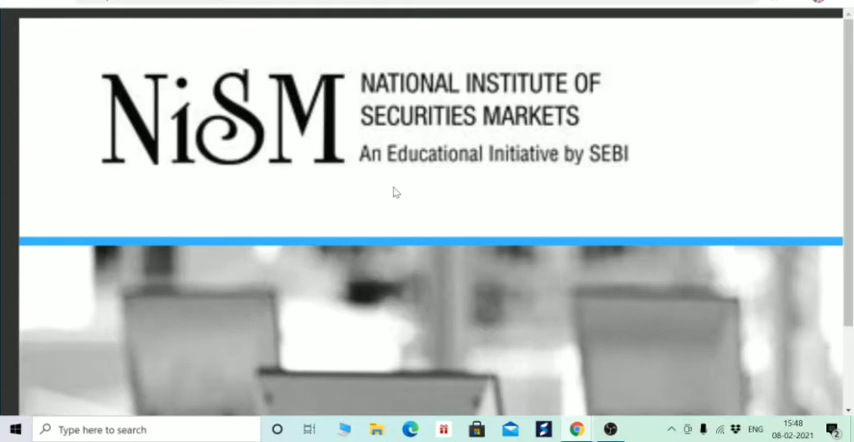 NiSM
NATIONAL INSTITUTE OF
SECURITIES MARKETS
An Educational Initiative by SEBI
Type here to search
ENG
15:48
08-02-2021
2